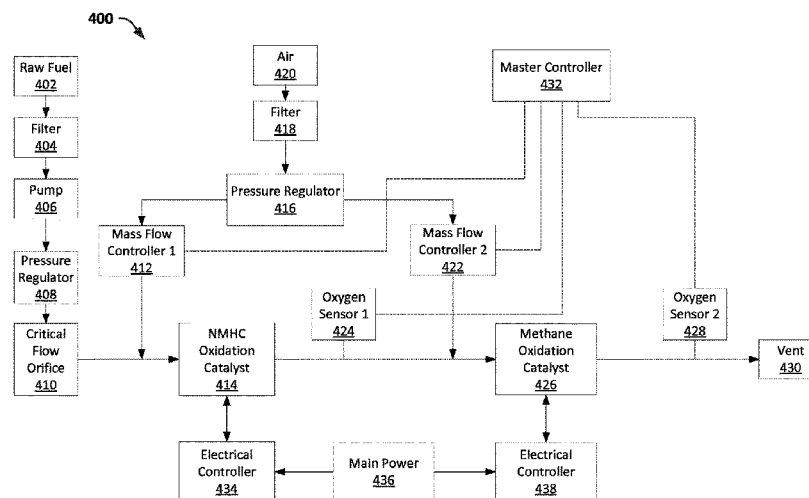 400
Raw Fuel
402
Filter
404
Pump
406
Pressure
Regulator
408
Critical
Flow
Orifice
410
Air
420
Filter
418
Pressure Regulator
416
Mass Flow
Controller 1
412
Mass Flow
Controller 2
422
Master Controller
432
NMHC
Oxidation
Catalyst
414
Oxygen
Sensor 1
424
Methane
Oxidation
Catalyst
426
Oxygen
Sensor 2
428
Vent
430
Electrical
Controller
434
Main Power
436
Electrical
Controller
438